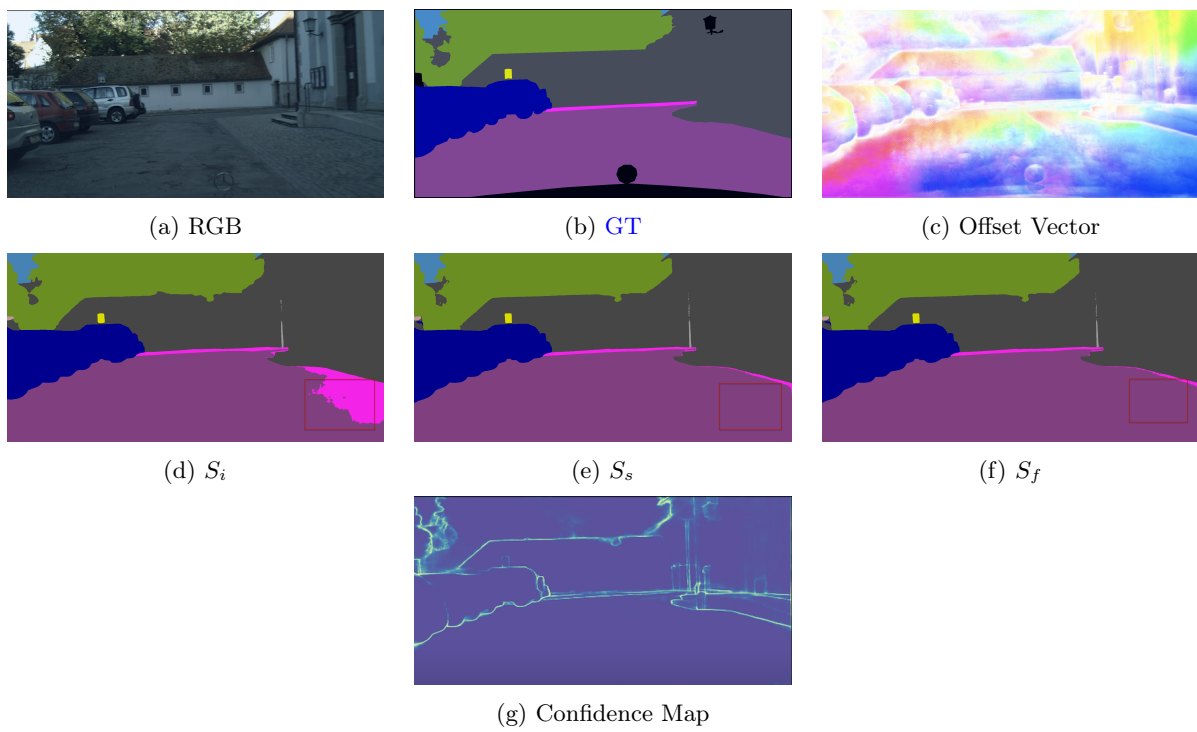 (a) RGB
(b) GT
(c) Offset Vector
(d) S_i
(e) S_s
(f) S_f
(g) Confidence Map